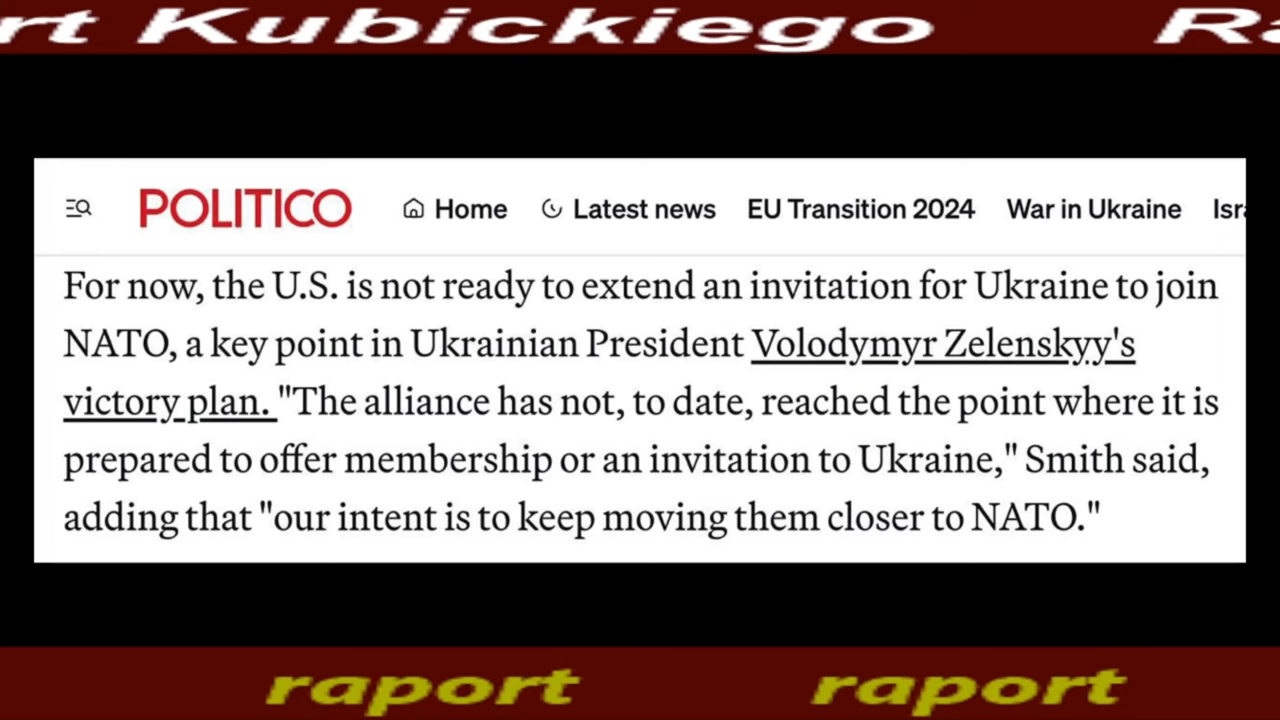 rt Kubickiego Ra
POLITICO Home Latest news EU Transition 2024 War in Ukraine Isra
For now, the U.S. is not ready to extend an invitation for Ukraine to join
NATO, a key point in Ukrainian President Volodymyr Zelenskyy's
victory plan. "The alliance has not, to date, reached the point where it is
prepared to offer membership or an invitation to Ukraine," Smith said,
adding that "our intent is to keep moving them closer to NATO."
raport raport